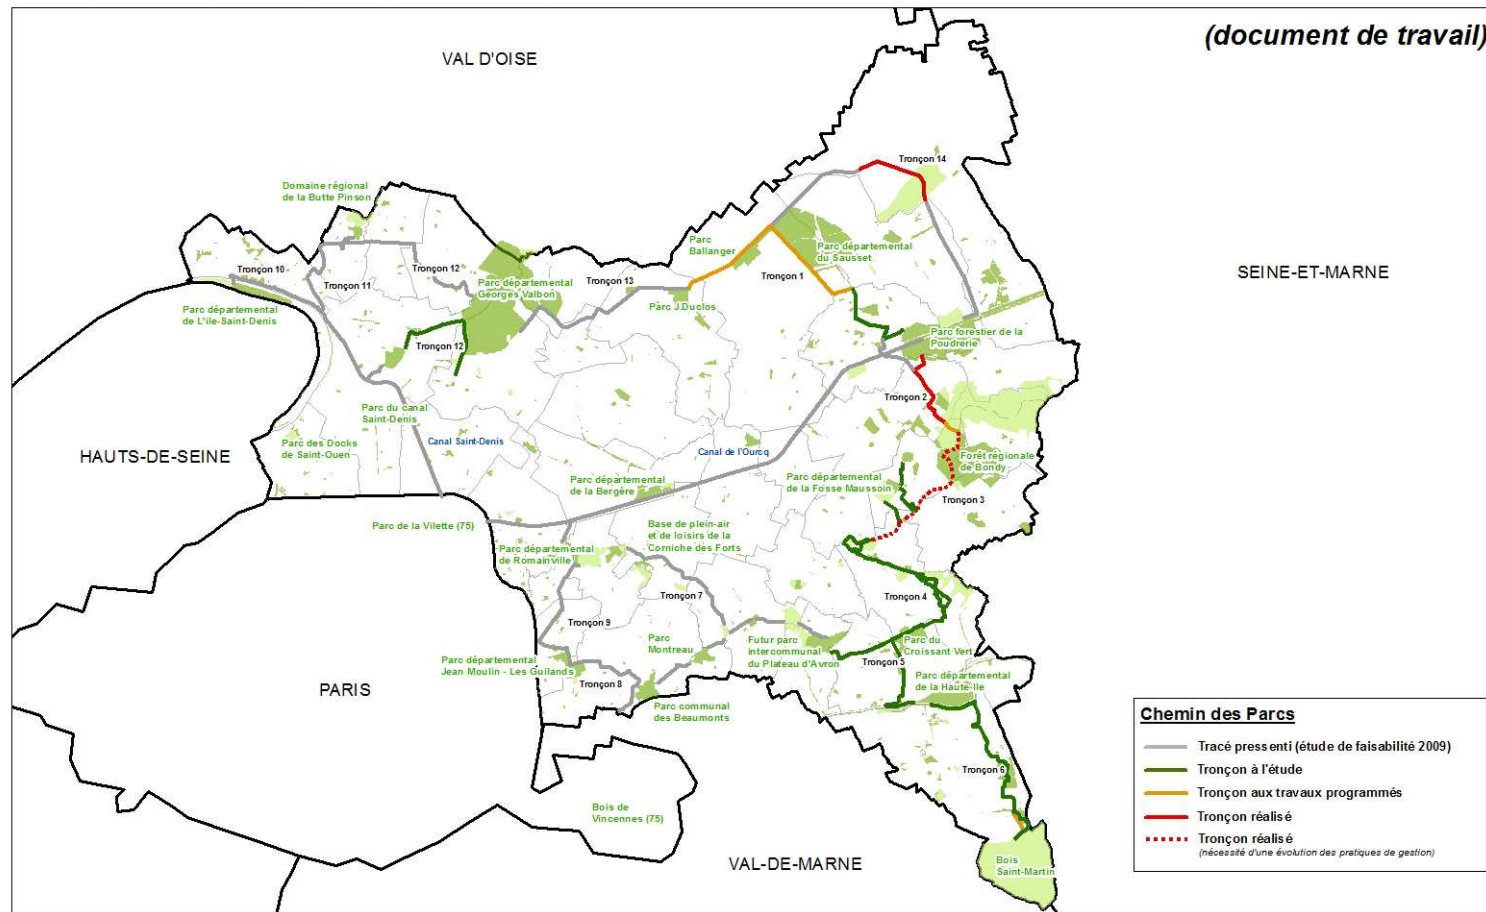 (document de travail)
VAL D'OISE
Tronçon 14
Domaine régional
de la Butte Pinson
Parc
Ballanger
Parc départemental
du Sausset
Tronçon 10
Tronçon 12
Tronçon 13
Tronçon 1
SEINE-ET-MARNE
Tronçon 11
Parc départemental
Georges Valbon
Parc départemental
de L'île-Saint-Denis
Parc J.Duclos
Parc forestier de la
Poudrerie
Tronçon 12
Tronçon 2
Parc du canal
Saint-Denis
Canal Saint-Denis
Parc des Docks
de Saint-Ouen
HAUTS-DE-SEINE
Canal de l'Ourcq
Forêt régionale
de Bondy
Parc départemental
de la Bergère
Parc départemental
de la Fosse Maussoin
Tronçon 3
Parc de la Vilette (75)
Base de plein-air
et de loisirs de la
Corniche des Forts
Parc départemental
de Romainville
Tronçon 7
Tronçon 4
Tronçon 9
Parc
Montreau
Futur parc
intercommunal
du Plateau d'Avron
Parc du
Croissant Vert
Parc départemental
Jean Moulin - Les Guilands
Tronçon 5
Tronçon 8
Parc départemental
de la Haute-Ile
PARIS
Parc communal
des Beaumonts
Tronçon 6
Bois de
Vincennes (75)
VAL-DE-MARNE
Bois
Saint-Martin
Chemin des Parcs
Tracé pressenti (étude de faisabilité 2009)
Tronçon à l'étude
Tronçon aux travaux programmés
Tronçon réalisé
Tronçon réalisé
(nécessité d'une évolution des pratiques de gestion)